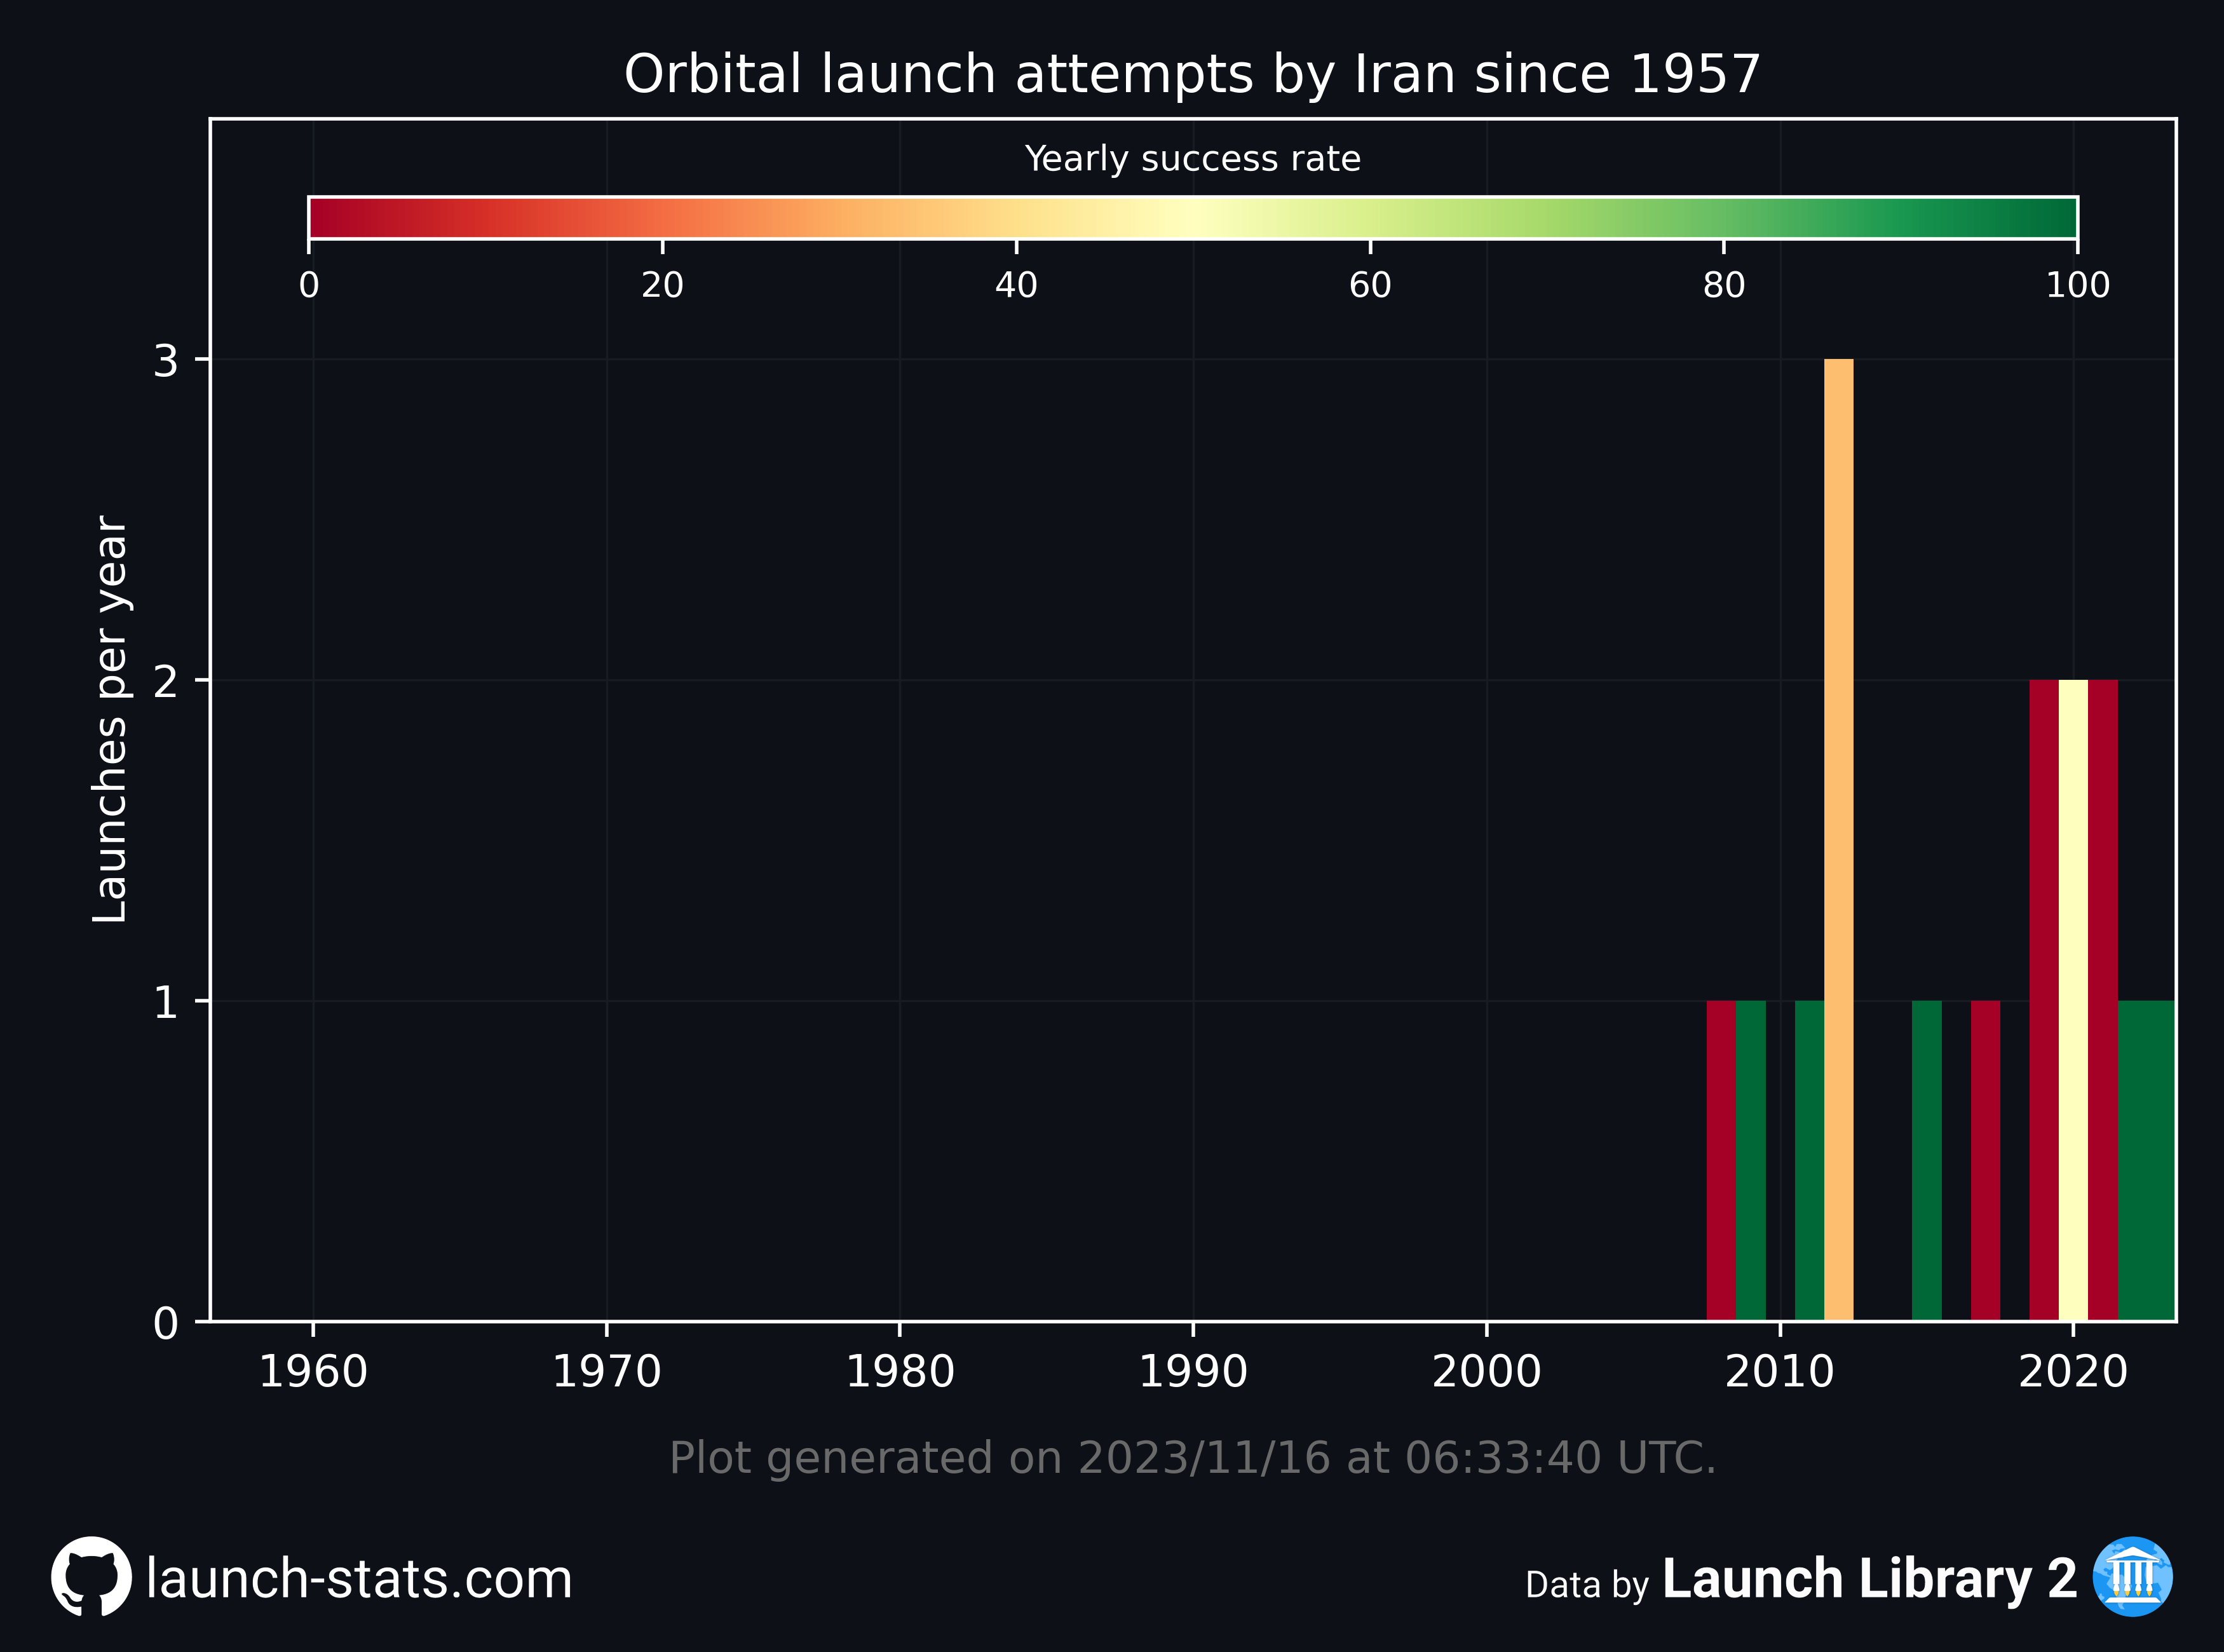 Orbital launch attempts by Iran since 1957
Yearly success rate
0 20 40 60 80 100
Launches per year
3
2
1
0
1960 1970 1980 1990 2000 2010 2020
Plot generated on 2023/11/16 at 06:33:40 UTC.
launch-stats.com
Data by Launch Library 2